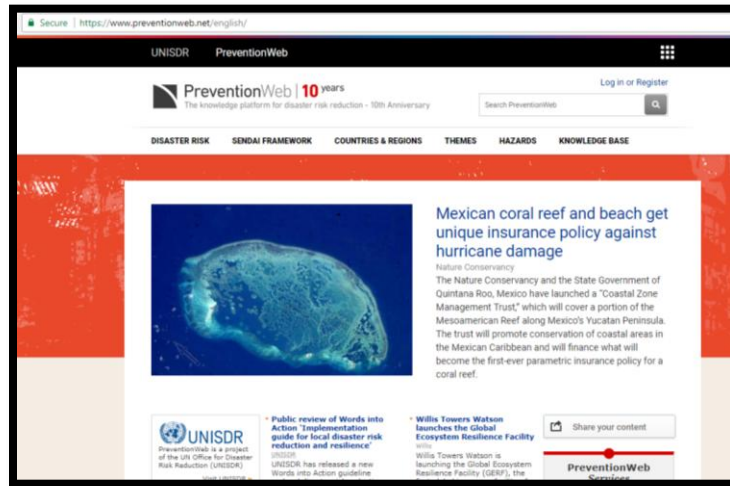 Secure | https://www.preventionweb.net/english/
UNISDR PreventionWeb
PreventionWeb | 10 years
The knowledge platform for disaster risk reduction - 10th Anniversary
Log in or Register
Search PreventionWeb
DISASTER RISK SENDAI FRAMEWORK COUNTRIES & REGIONS THEMES HAZARDS KNOWLEDGE BASE
Mexican coral reef and beach get
unique insurance policy against
hurricane damage
Nature Conservancy
The Nature Conservancy and the State Government of
Quintana Roo, Mexico have launched a "Coastal Zone
Management Trust," which will cover a portion of the
Mesoamerican Reef along Mexico's Yucatan Peninsula.
The trust will promote conservation of coastal areas in
the Mexican Caribbean and will finance what will
become the first-ever parametric insurance policy for a
coral reef.
UNISDR
PreventionWeb is a project
of the UN Office for Disaster
Risk Reduction (UNISDR)
Visit UNISDR
Public review of Words into
Action 'Implementation
guide for local disaster risk
reduction and resilience'
UNISDR
UNISDR has released a new
Words into Action guideline
Willis Towers Watson
launches the Global
Ecosystem Resilience Facility
Willis
Willis Towers Watson is
launching the Global Ecosystem
Resilience Facility (GERF), the
Share your content
PreventionWeb
Services